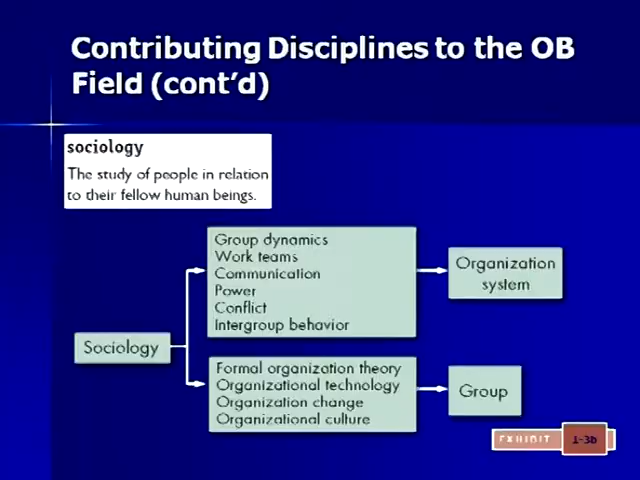 Contributing Disciplines to the OB
Field (cont'd)
sociology
The study of people in relation
to their fellow human beings.
Group dynamics
Work teams
Communication
Power
Conflict
Intergroup behavior
Organization
system
Sociology
Formal organization theory
Organizational technology
Organization change
Organizational culture
Group
EXHIBIT 1-3b